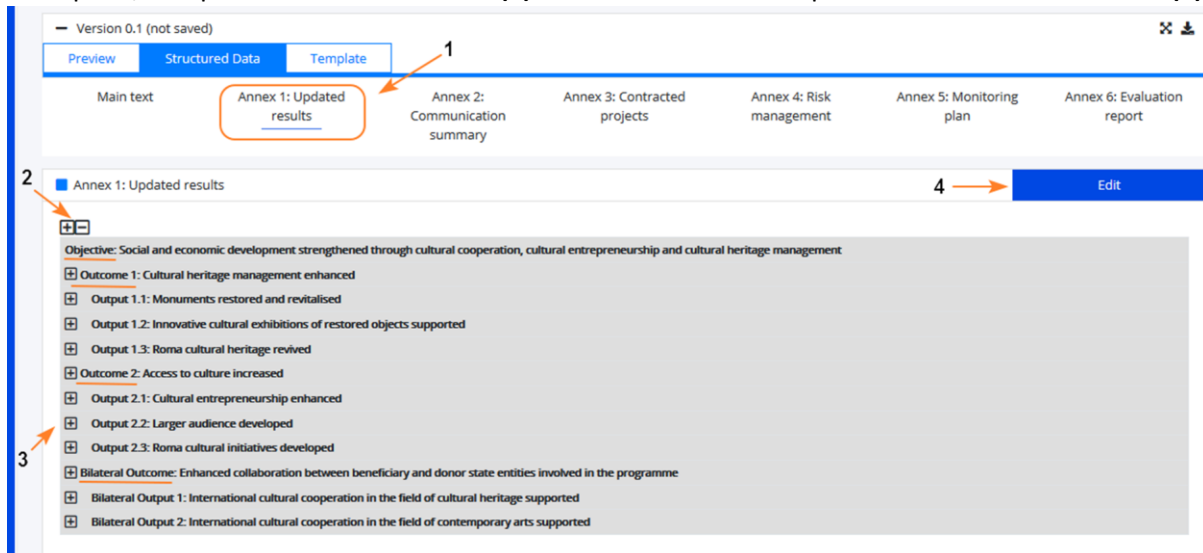 Version 0.1 (not saved)
Preview Structured Data Template
1
Main text Annex 1: Updated results Annex 2: Communication summary Annex 3: Contracted projects Annex 4: Risk management Annex 5: Monitoring plan Annex 6: Evaluation report
2
Annex 1: Updated results
4
Edit
Objective: Social and economic development strengthened through cultural cooperation, cultural entrepreneurship and cultural heritage management
Outcome 1: Cultural heritage management enhanced
Output 1.1: Monuments restored and revitalised
Output 1.2: Innovative cultural exhibitions of restored objects supported
Output 1.3: Roma cultural heritage revived
Outcome 2: Access to culture increased
Output 2.1: Cultural entrepreneurship enhanced
Output 2.2: Larger audience developed
Output 2.3: Roma cultural initiatives developed
3
Bilateral Outcome: Enhanced collaboration between beneficiary and donor state entities involved in the programme
Bilateral Output 1: International cultural cooperation in the field of cultural heritage supported
Bilateral Output 2: International cultural cooperation in the field of contemporary arts supported